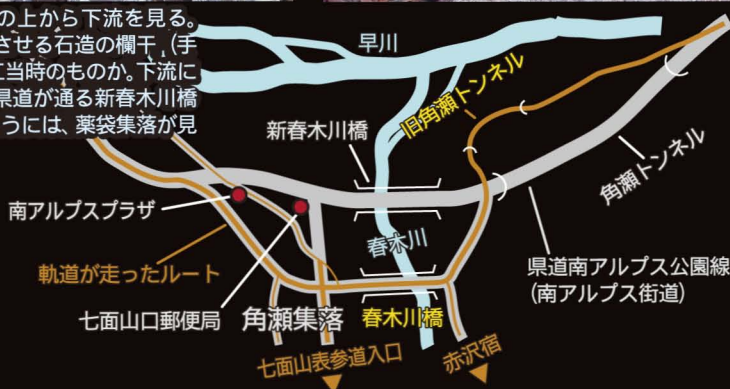 の上から下流を見る。
させる石造の欄干（手
に当時のものか。下流に
県道が通る新春木川橋
うには、薬袋集落が見
早川
旧角瀬トンネル
新春木川橋
角瀬トンネル
南アルプスプラザ
春木川
軌道が走ったルート
県道南アルプス公園線
(南アルプス街道)
七面山口郵便局
角瀬集落
春木川橋
七面山表参道入口
赤沢宿